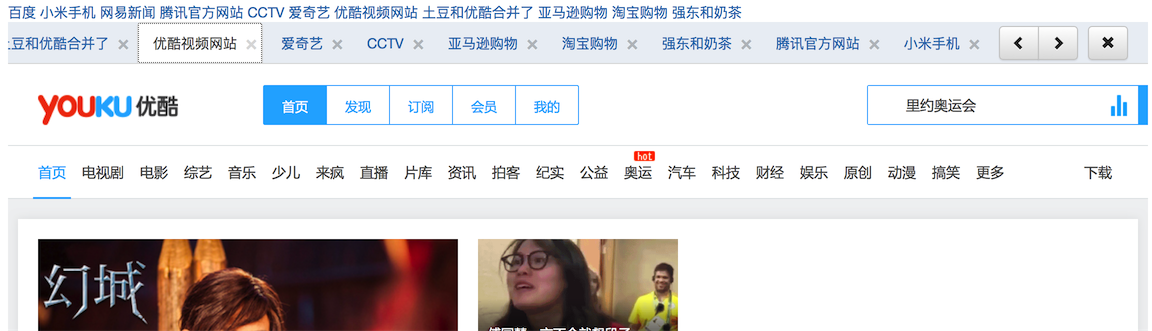 百度 小米手机 网易新闻 腾讯官方网站 CCTV 爱奇艺 优酷视频网站 土豆和优酷合并了 亚马逊购物 淘宝购物 强东和奶茶
豆和优酷合并了 优酷视频网站 爱奇艺 CCTV 亚马逊购物 淘宝购物 强东和奶茶 腾讯官方网站 小米手机
YOUKU 优酷 首页 发现 订阅 会员 我的 里约奥运会
hot
首页 电视剧 电影 综艺 音乐 少儿 来疯 直播 片库 资讯 拍客 纪实 公益 奥运 汽车 科技 财经 娱乐 原创 动漫 搞笑 更多 下载
幻城